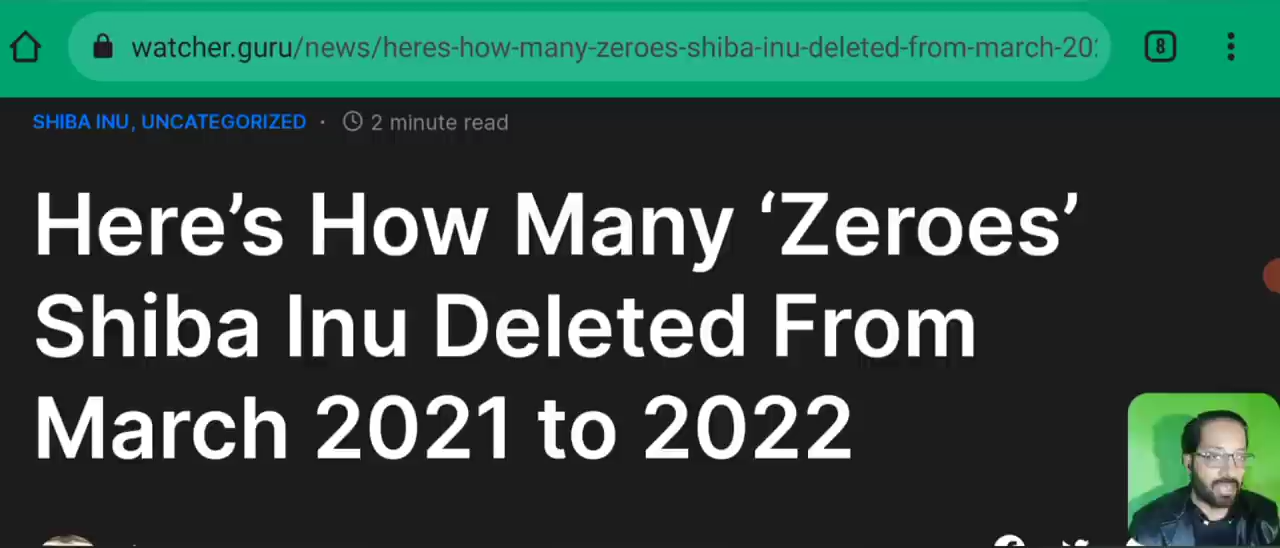 watcher.guru/news/heres-how-many-zeroes-shiba-inu-deleted-from-march-20
8
SHIBA INU, UNCATEGORIZED · 2 minute read
Here’s How Many ‘Zeroes’
Shiba Inu Deleted From
March 2021 to 2022